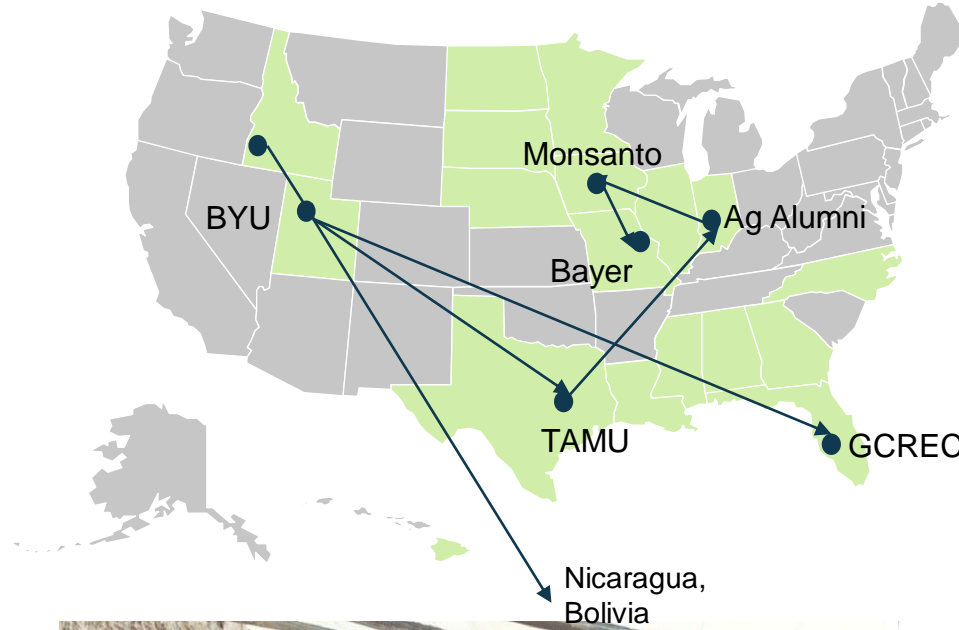 Monsanto
BYU
Ag Alumni
Bayer
TAMU
GCREC
Nicaragua,
Bolivia